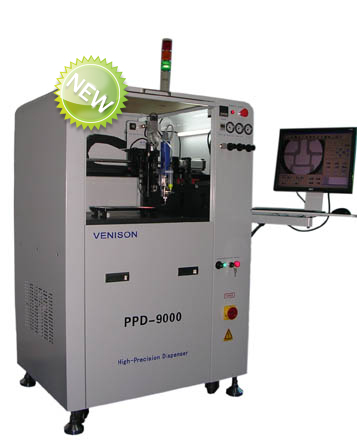 NEW
VENISON
PPD-9000
High-Precision Dispenser